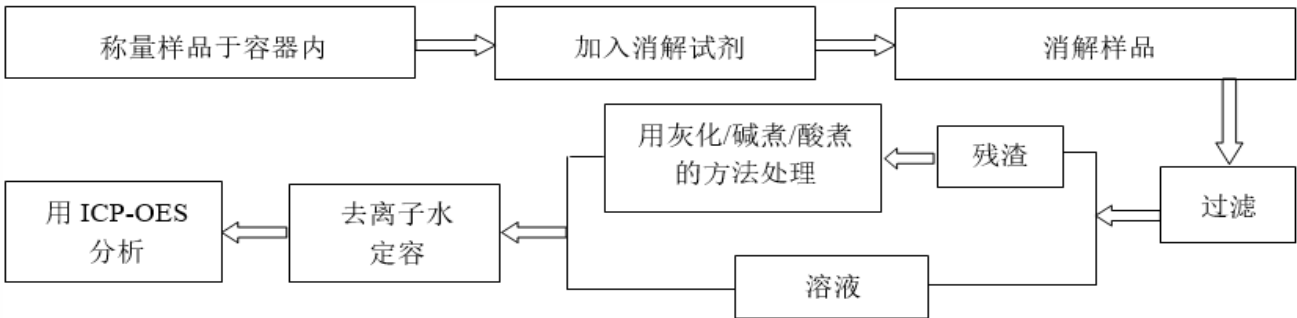 称量样品于容器内
加入消解试剂
消解样品
过滤
残渣
用灰化/碱煮/酸煮
的方法处理
溶液
去离子水
定容
用 ICP-OES
分析